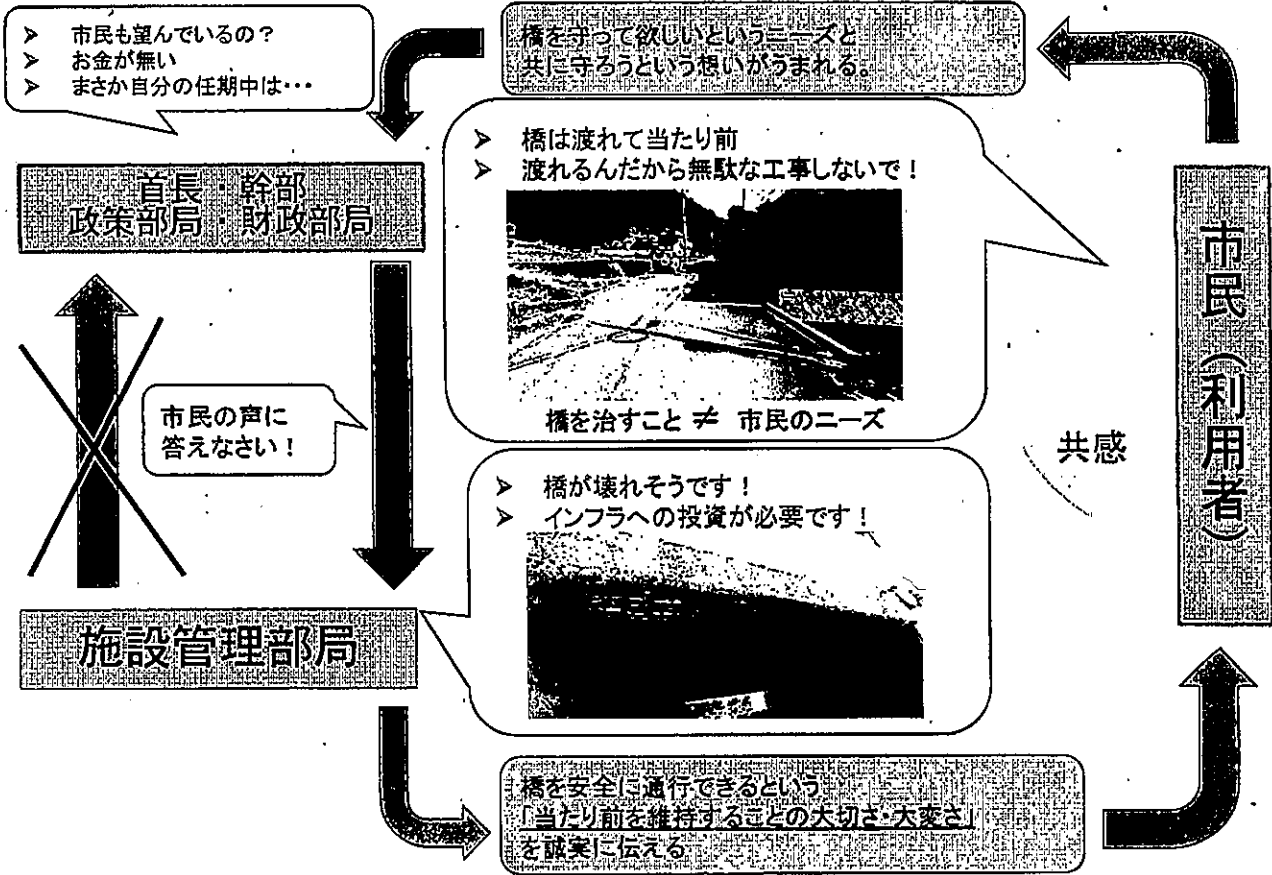 ➤ 市民も望んでいるの？
➤ お金が無い
➤ まさか自分の任期中は・・・
橋を守って欲しいというニーズと
共に守ろうという想いがうまれる。
首長・幹部
政策部局・財政部局
➤ 橋は渡れて当たり前
➤ 渡れるんだから無駄な工事しないで！
橋を治すこと ≠ 市民のニーズ
市民（利用者）
市民の声に
答えなさい！
共感
➤ 橋が壊れそうです！
➤ インフラへの投資が必要です！
施設管理部局
橋を安全に通行できるという
「当たり前を維持することの大切さ・大変さ」
を誠実に伝える